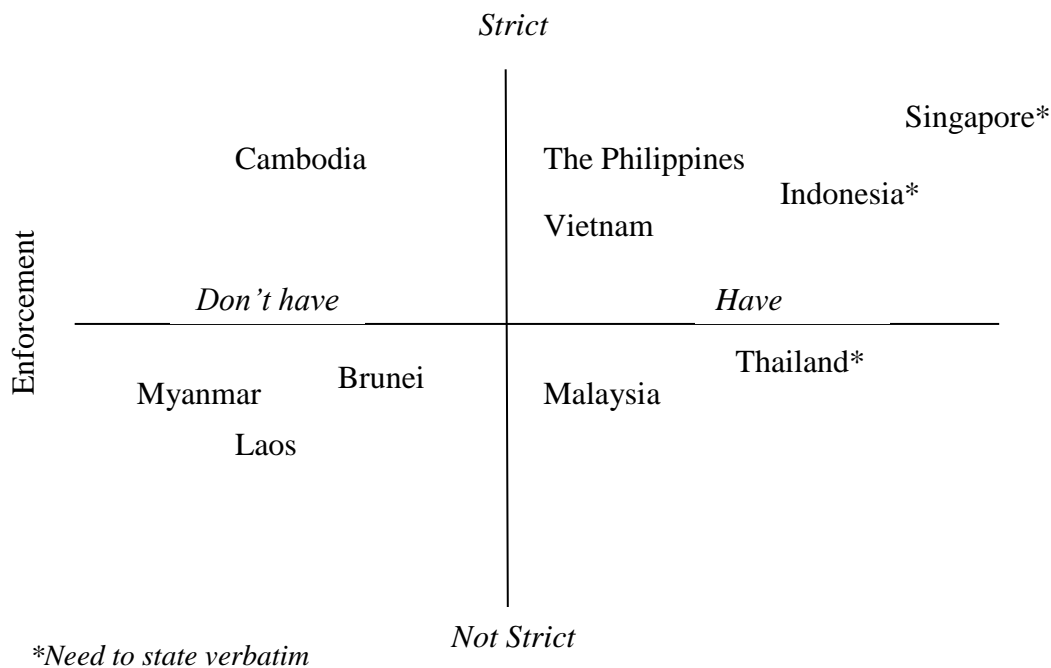 Strict
Singapore*
Cambodia
The Philippines
Indonesia*
Vietnam
Enforcement
Don’t have
Have
Thailand*
Brunei
Myanmar
Malaysia
Laos
Not Strict
*Need to state verbatim